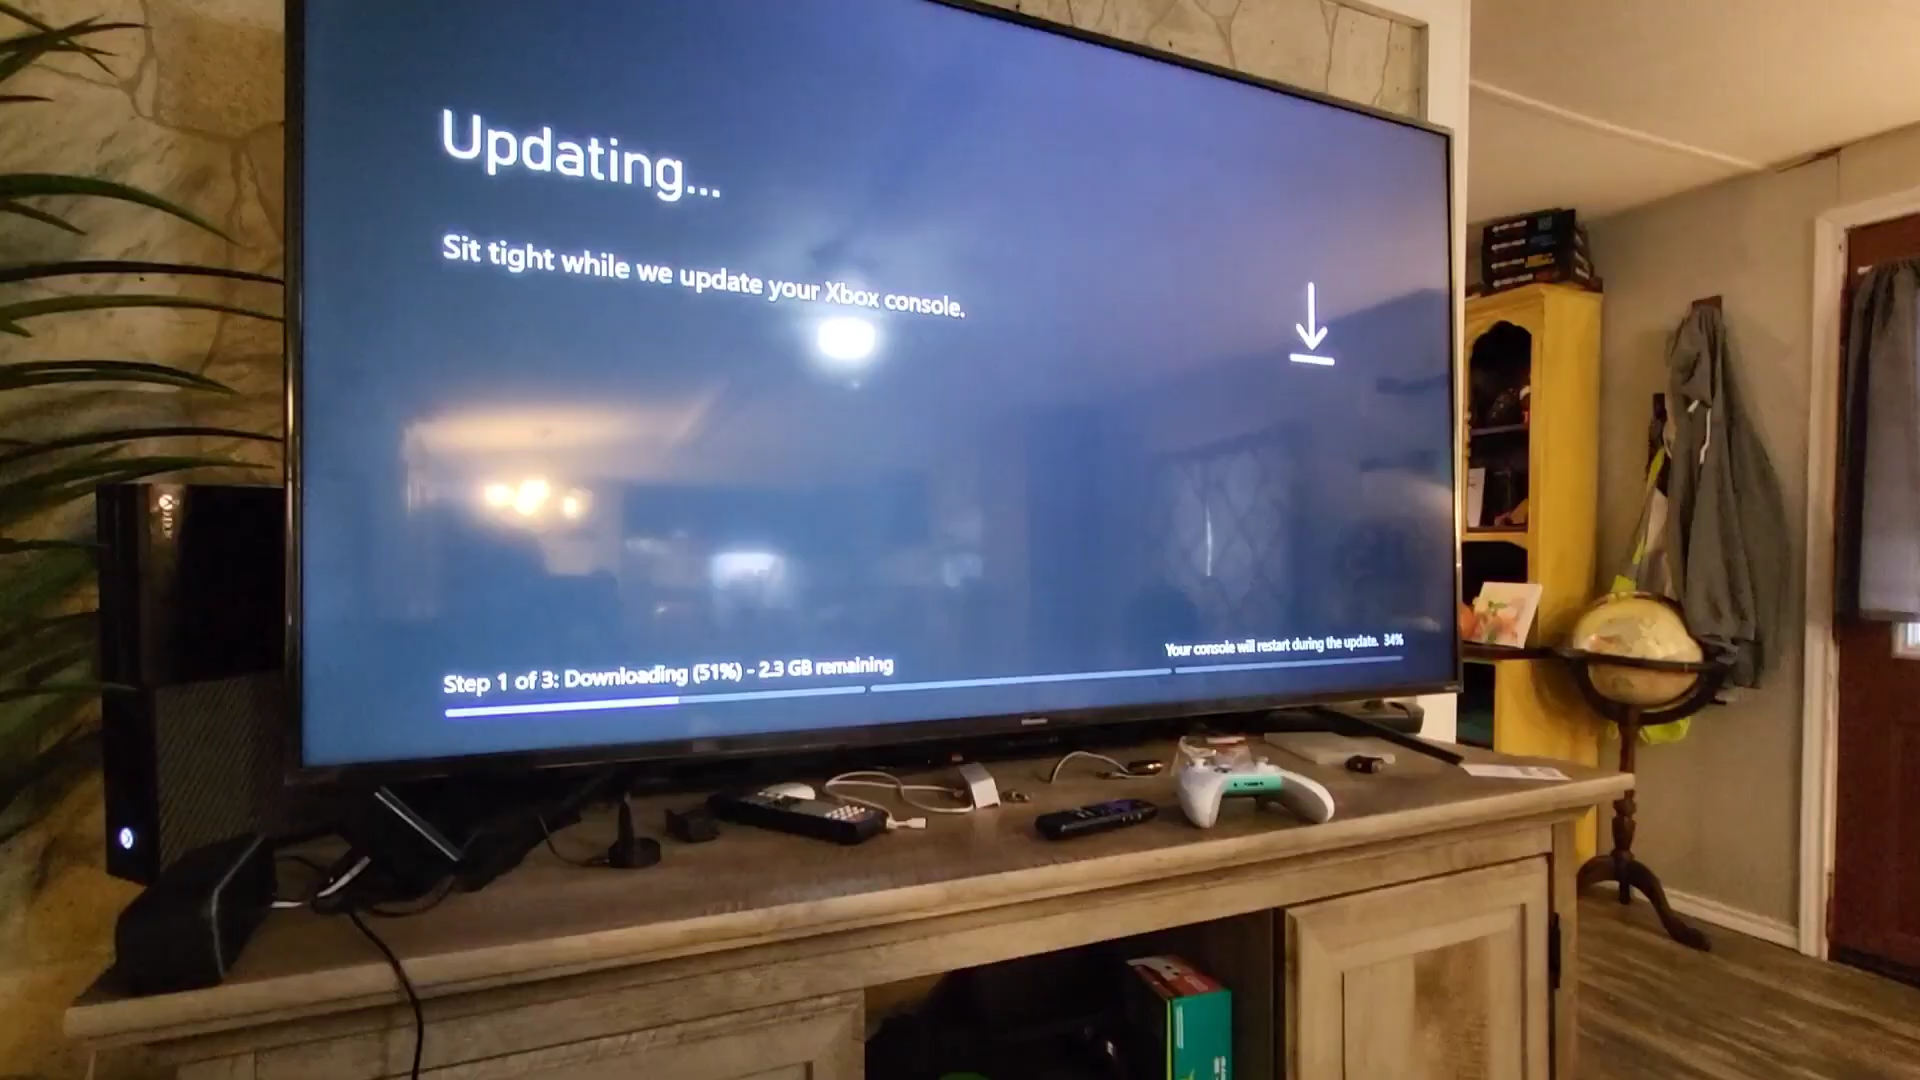 Updating...
Sit tight while we update your Xbox console.
Your console will restart during the update. 34%
Step 1 of 3: Downloading (51%) - 2.3 GB remaining